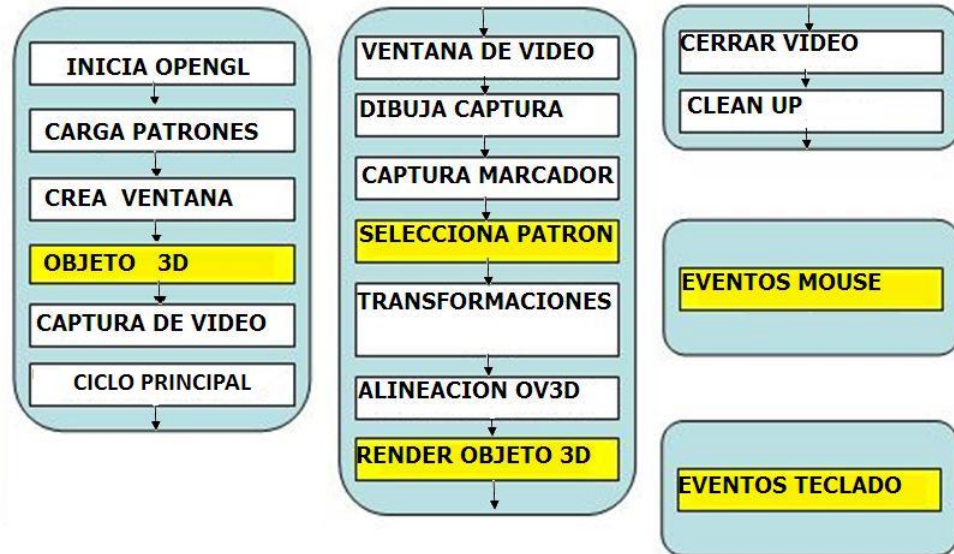 INICIA OPENGL
CARGA PATRONES
CREA VENTANA
OBJETO 3D
CAPTURA DE VIDEO
CICLO PRINCIPAL
VENTANA DE VIDEO
DIBUJA CAPTURA
CAPTURA MARCADOR
SELECCIONA PATRON
TRANSFORMACIONES
ALINEACION OV3D
RENDER OBJETO 3D
CERRAR VIDEO
CLEAN UP
EVENTOS MOUSE
EVENTOS TECLADO